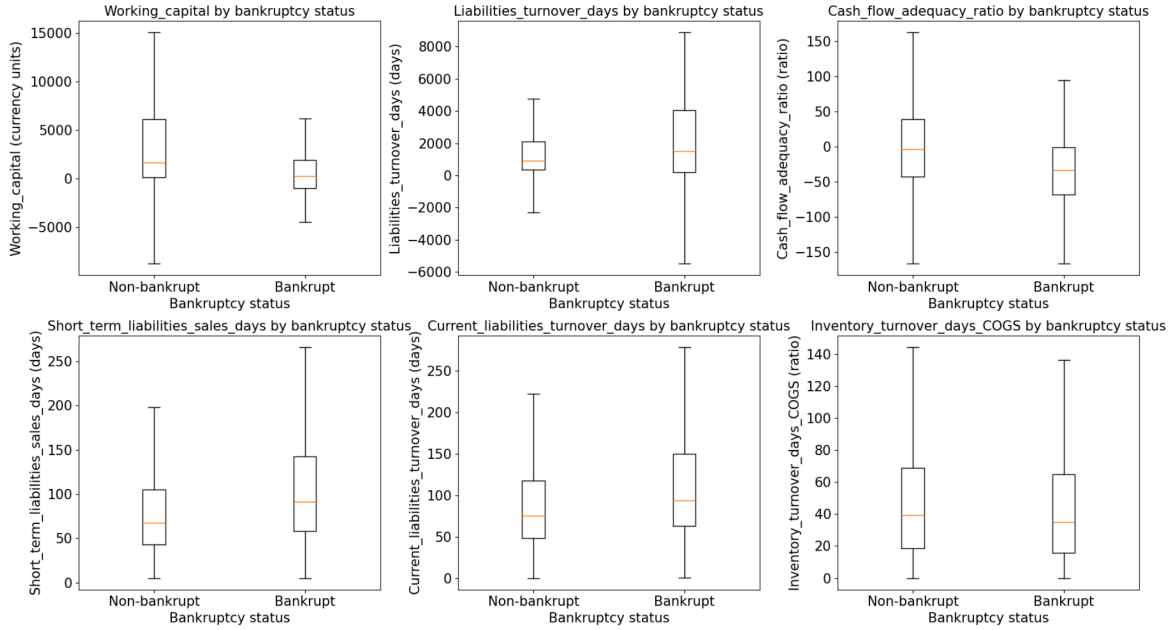 Working_capital by bankruptcy status
Working_capital (currency units)
15000
10000
5000
0
−5000
Non-bankrupt
Bankrupt
Bankruptcy status
Liabilities_turnover_days by bankruptcy status
Liabilities_turnover_days (days)
8000
6000
4000
2000
0
−2000
−4000
−6000
Non-bankrupt
Bankrupt
Bankruptcy status
Cash_flow_adequacy_ratio by bankruptcy status
Cash_flow_adequacy_ratio (ratio)
150
100
50
0
−50
−100
−150
Non-bankrupt
Bankrupt
Bankruptcy status
Short_term_liabilities_sales_days by bankruptcy status
Short_term_liabilities_sales_days (days)
250
200
150
100
50
0
Non-bankrupt
Bankrupt
Bankruptcy status
Current_liabilities_turnover_days by bankruptcy status
Current_liabilities_turnover_days (days)
250
200
150
100
50
0
Non-bankrupt
Bankrupt
Bankruptcy status
Inventory_turnover_days_COGS by bankruptcy status
Inventory_turnover_days_COGS (ratio)
140
120
100
80
60
40
20
0
Non-bankrupt
Bankrupt
Bankruptcy status